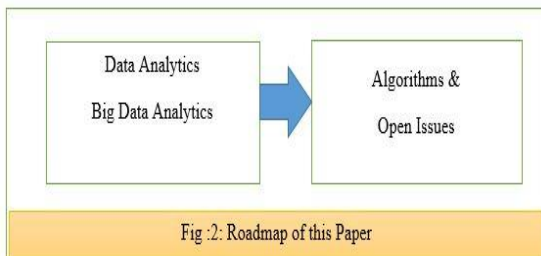 Data Analytics
Big Data Analytics
Algorithms &
Open Issues
Fig :2: Roadmap of this Paper